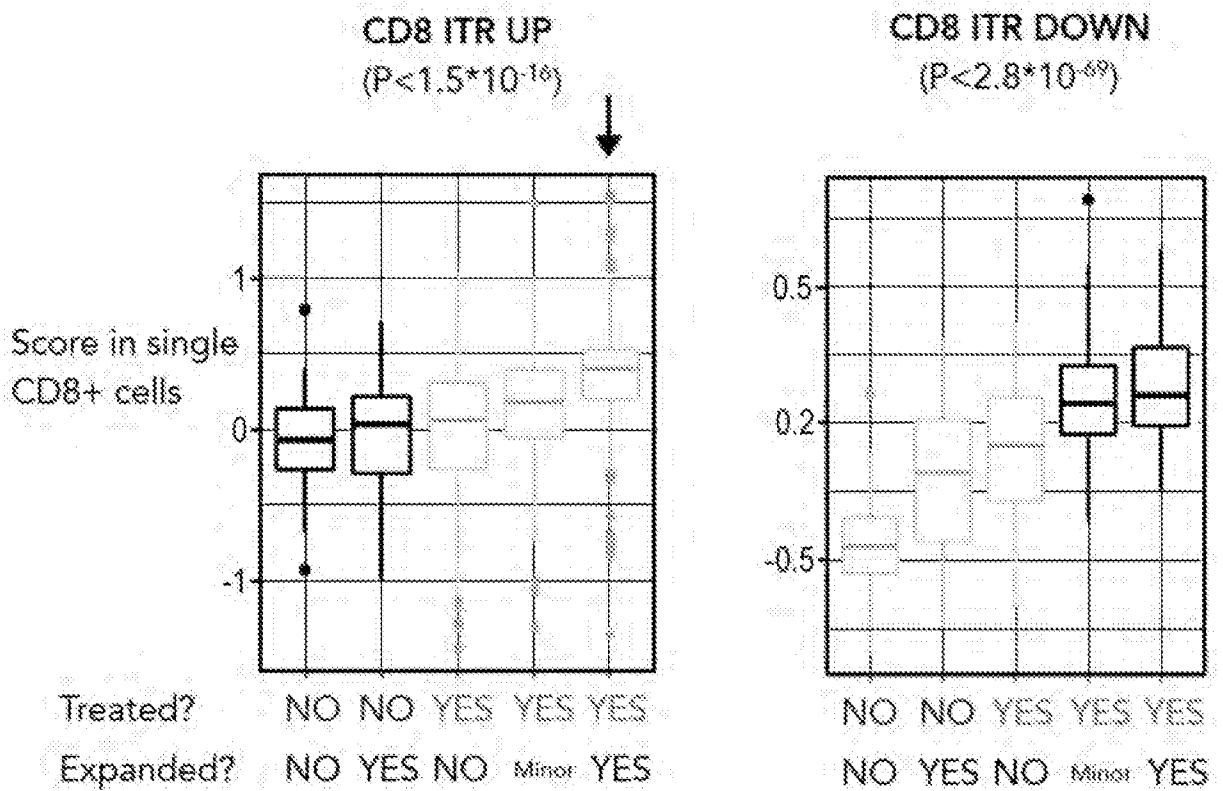 CD8 ITR UP
(P<1.5*10⁻¹⁶)
CD8 ITR DOWN
(P<2.8*10⁻⁶⁹)
Score in single
CD8+ cells
1
0
-1
0.5
0.2
-0.5
Treated? NO NO YES YES YES
Expanded? NO YES NO Minor YES
NO NO YES YES YES
NO YES NO Minor YES